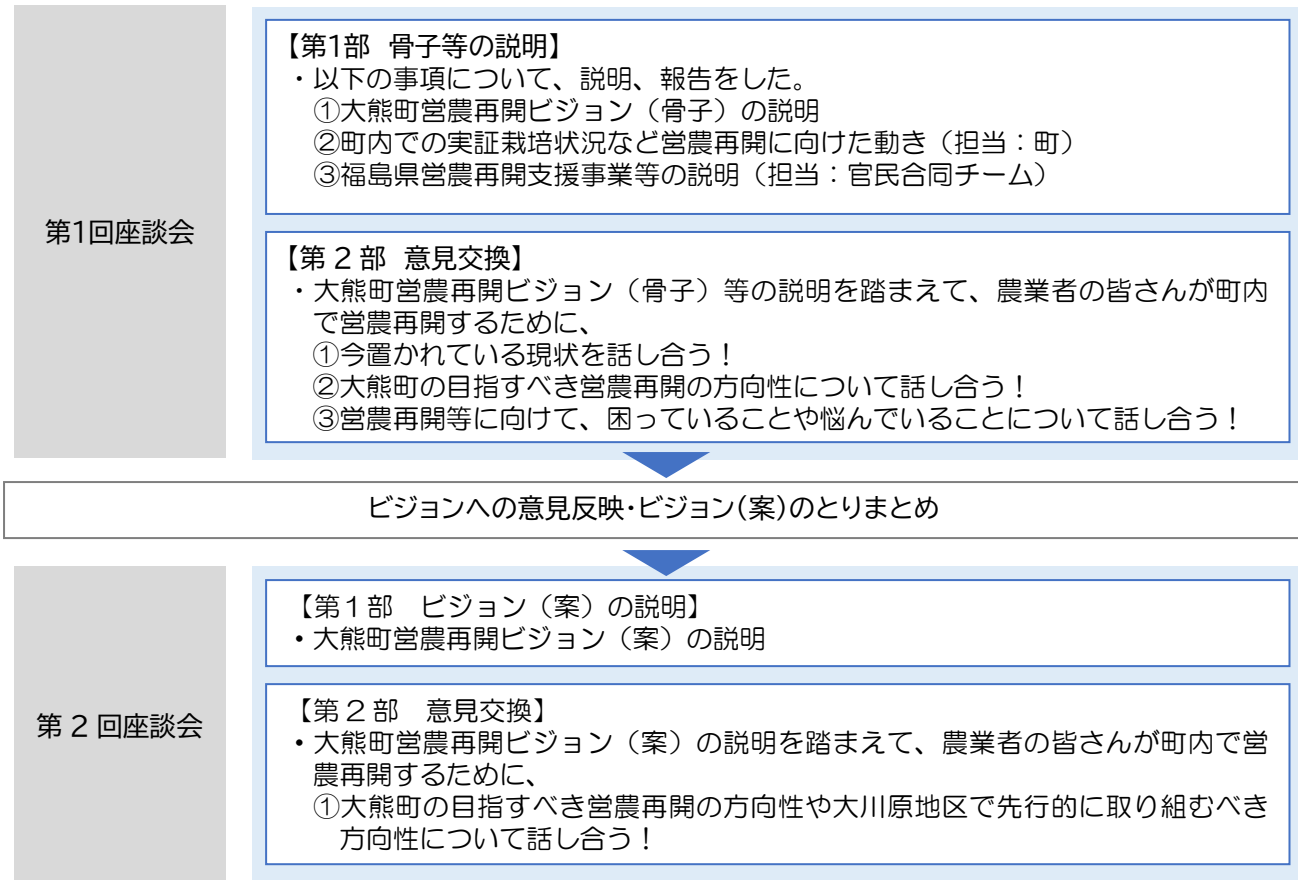 第1回座談会
【第1部 骨子等の説明】
・以下の事項について、説明、報告をした。
①大熊町営農再開ビジョン（骨子）の説明
②町内での実証栽培状況など営農再開に向けた動き（担当：町）
③福島県営農再開支援事業等の説明（担当：官民合同チーム）
【第２部 意見交換】
・大熊町営農再開ビジョン（骨子）等の説明を踏まえて、農業者の皆さんが町内
で営農再開するために、
①今置かれている現状を話し合う！
②大熊町の目指すべき営農再開の方向性について話し合う！
③営農再開等に向けて、困っていることや悩んでいることについて話し合う！
ビジョンへの意見反映・ビジョン(案)のとりまとめ
第２回座談会
【第１部　ビジョン（案）の説明】
・大熊町営農再開ビジョン（案）の説明
【第２部　意見交換】
・大熊町営農再開ビジョン（案）の説明を踏まえて、農業者の皆さんが町内で営
農再開するために、
①大熊町の目指すべき営農再開の方向性や大川原地区で先行的に取り組むべき
方向性について話し合う！